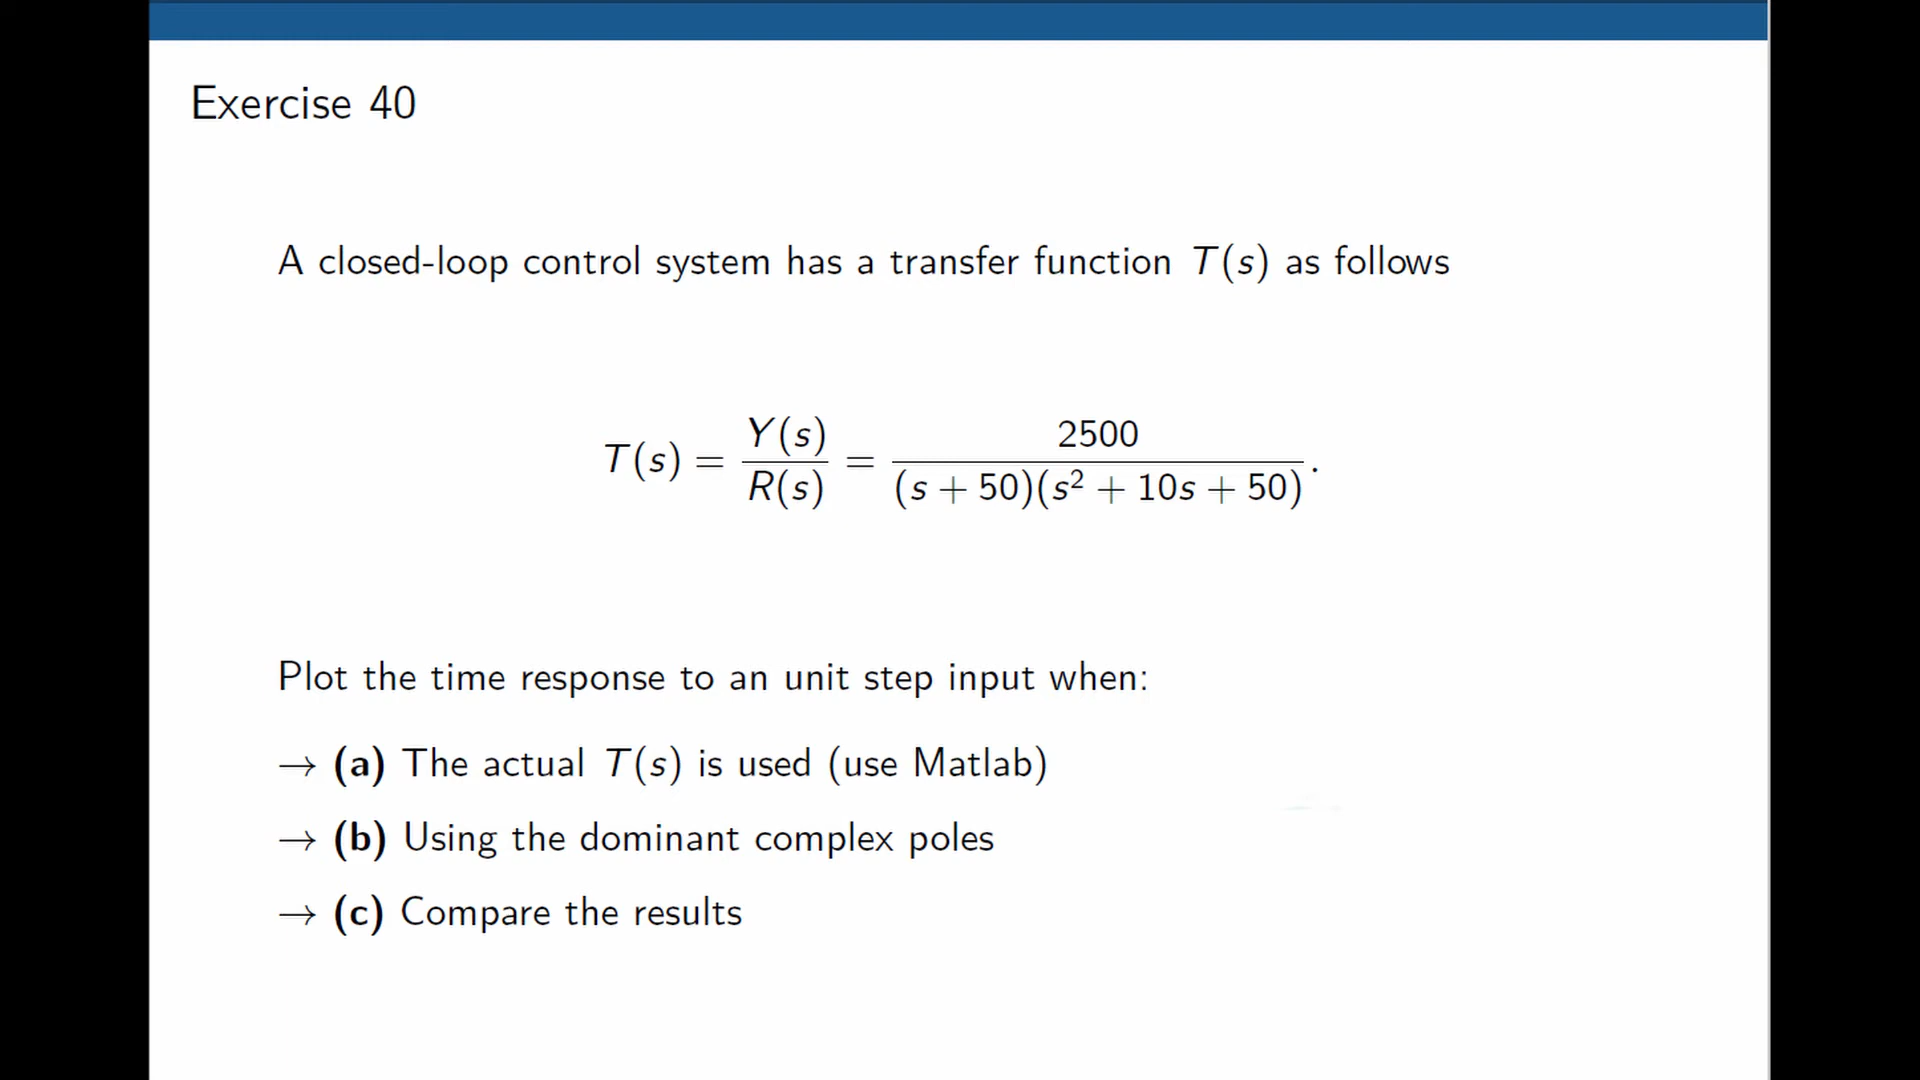 Exercise 40
A closed-loop control system has a transfer function T(s) as follows
T(s) = Y(s)/R(s) = 2500/((s + 50)(s² + 10s + 50)).
Plot the time response to an unit step input when:
→ (a) The actual T(s) is used (use Matlab)
→ (b) Using the dominant complex poles
→ (c) Compare the results